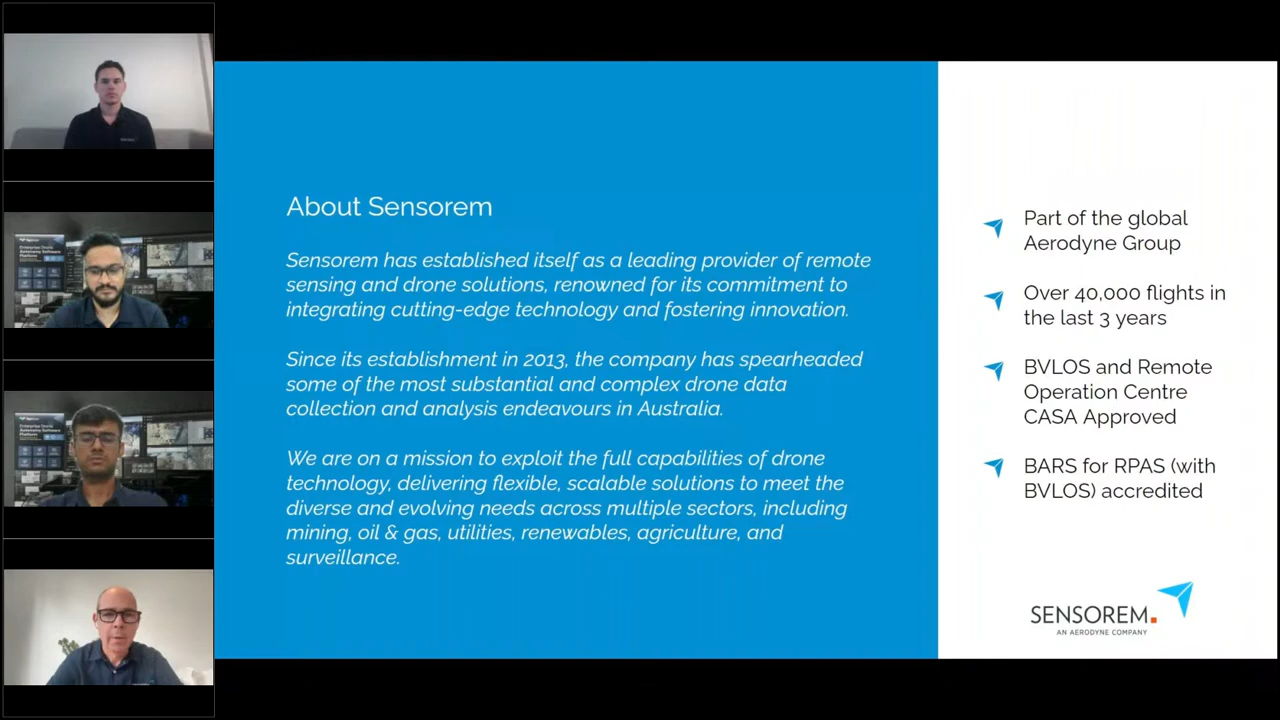 About Sensorem
Sensorem has established itself as a leading provider of remote
sensing and drone solutions, renowned for its commitment to
integrating cutting-edge technology and fostering innovation.
Since its establishment in 2013, the company has spearheaded
some of the most substantial and complex drone data
collection and analysis endeavours in Australia.
We are on a mission to exploit the full capabilities of drone
technology, delivering flexible, scalable solutions to meet the
diverse and evolving needs across multiple sectors, including
mining, oil & gas, utilities, renewables, agriculture, and
surveillance.
Part of the global
Aerodyne Group
Over 40,000 flights in
the last 3 years
BVLOS and Remote
Operation Centre
CASA Approved
BARS for RPAS (with
BVLOS) accredited
SENSOREM.
AN AERODYNE COMPANY
Enterprise Drone
Autonomy Software
Platform